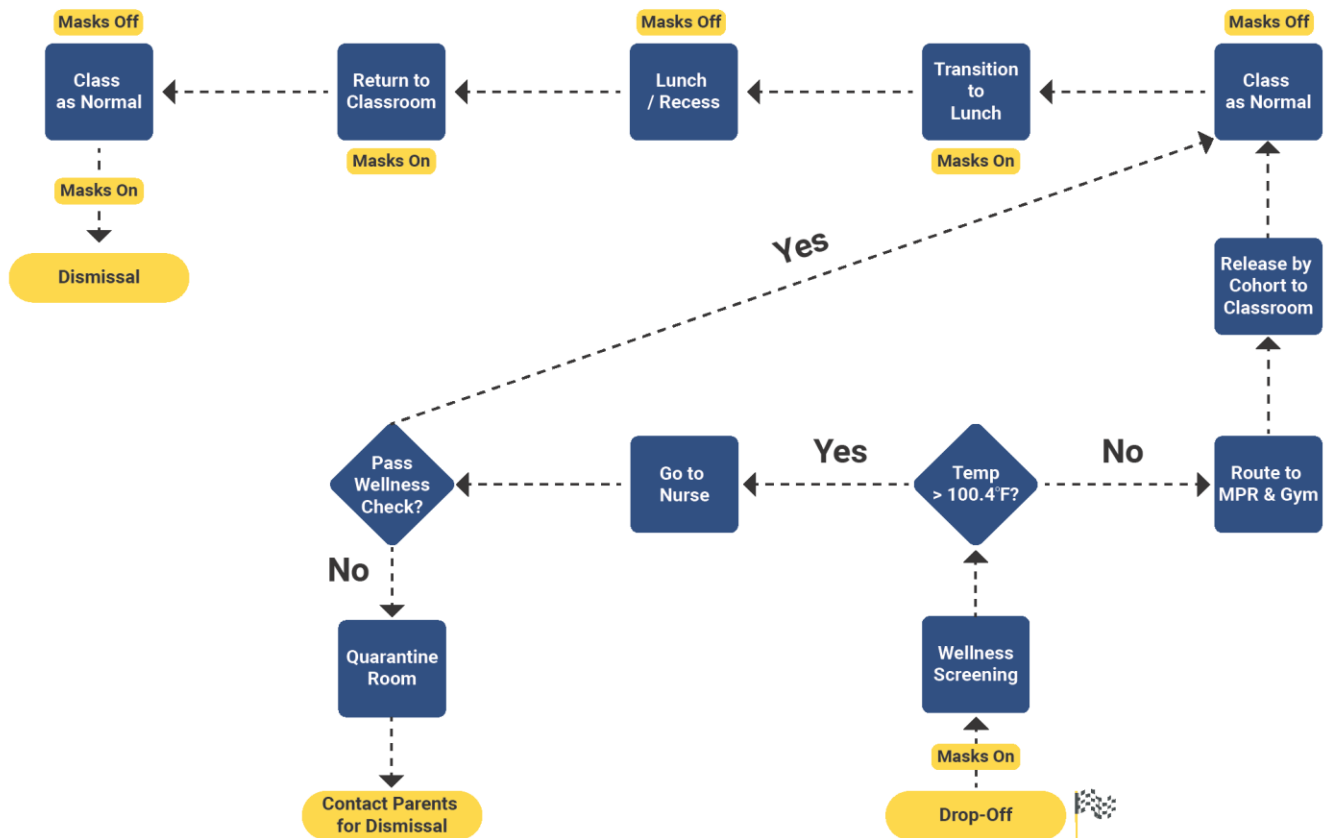 Masks Off
Masks Off
Masks Off
Class
as Normal
Return to
Classroom
Lunch
/ Recess
Transition
to
Lunch
Class
as Normal
Masks On
Masks On
Masks On
Yes
Dismissal
Release by
Cohort to
Classroom
Pass
Wellness
Check?
Go to
Nurse
Yes
Temp
> 100.4°F?
No
Route to
MPR & Gym
No
Quarantine
Room
Wellness
Screening
Masks On
Contact Parents
for Dismissal
Drop-Off